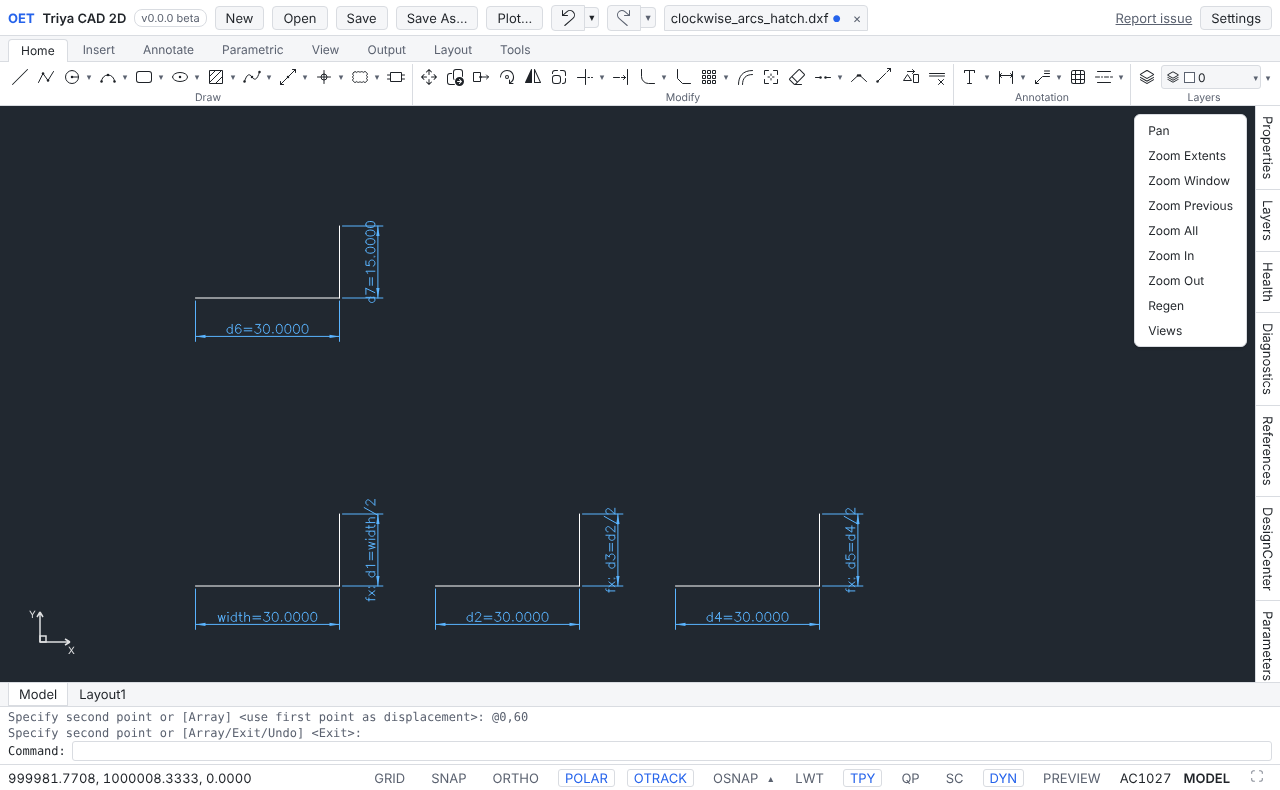 OET Triya CAD 2D v0.0.0 beta New Open Save Save As... Plot... clockwise_arcs_hatch.dxf × Report issue Settings
Home Insert Annotate Parametric View Output Layout Tools
0
Draw Modify Annotation Layers
Pan
Zoom Extents
Zoom Window
Zoom Previous
Zoom All
Zoom In
Zoom Out
Regen
Views
Properties
Layers
Health
Diagnostics
References
DesignCenter
Parameters
d7=15.0000
d6=30.0000
fx: d1=width/2
fx: d3=d2/2
fx: d5=d4/2
width=30.0000
d2=30.0000
d4=30.0000
Y
X
Model Layout1
Specify second point or [Array] <use first point as displacement>: @0,60
Specify second point or [Array/Exit/Undo] <Exit>:
Command:
999981.7708, 1000008.3333, 0.0000 GRID SNAP ORTHO POLAR OTRACK OSNAP LWT TPY QP SC DYN PREVIEW AC1027 MODEL